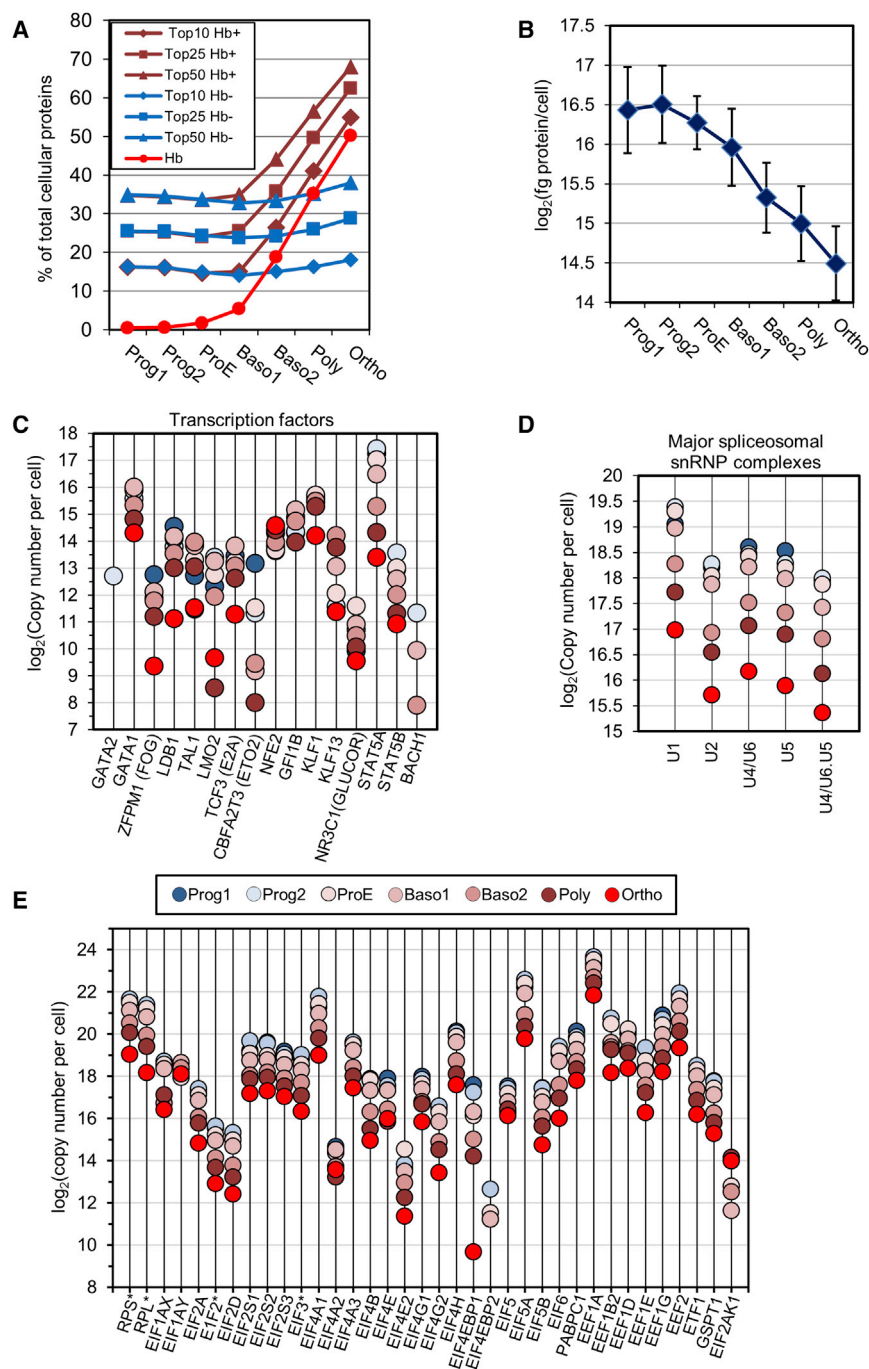 A
Top10 Hb+
Top25 Hb+
Top50 Hb+
Top10 Hb-
Top25 Hb-
Top50 Hb-
Hb
% of total cellular proteins
80
70
60
50
40
30
20
10
0
Prog1
Prog2
ProE
Baso1
Baso2
Poly
Ortho
B
log2(fg protein/cell)
17.5
17
16.5
16
15.5
15
14.5
14
Prog1
Prog2
ProE
Baso1
Baso2
Poly
Ortho
C
Transcription factors
log2(Copy number per cell)
18
17
16
15
14
13
12
11
10
9
8
7
GATA2
GATA1
ZFPM1 (FOG)
LDB1
TAL1
LMO2
TCF3 (E2A)
CBFA2T3 (ETO2)
NFE2
GFI1B
KLF1
KLF13
NR3C1(GLUCOR)
STAT5A
STAT5B
BACH1
D
Major spliceosomal
snRNP complexes
log2(Copy number per cell)
20
19.5
19
18.5
18
17.5
17
16.5
16
15.5
15
U1
U2
U4/U6
U5
U4/U6.U5
E
Prog1
Prog2
ProE
Baso1
Baso2
Poly
Ortho
log2(copy number per cell)
24
22
20
18
16
14
12
10
8
RPS*
RPL*
EIF1AX
EIF1AY
EIF2A
E1F2*
EIF2D
EIF2S1
EIF2S2
EIF2S3
EIF3*
EIF4A1
EIF4A2
EIF4A3
EIF4B
EIF4E
EIF4E2
EIF4G1
EIF4G2
EIF4H
EIF4EBP1
EIF4EBP2
EIF5
EIF5A
EIF5B
EIF6
PABPC1
EEF1A
EEF1B2
EEF1D
EEF1E
EEF1G
EEF2
ETF1
GSPT1
EIF2AK1